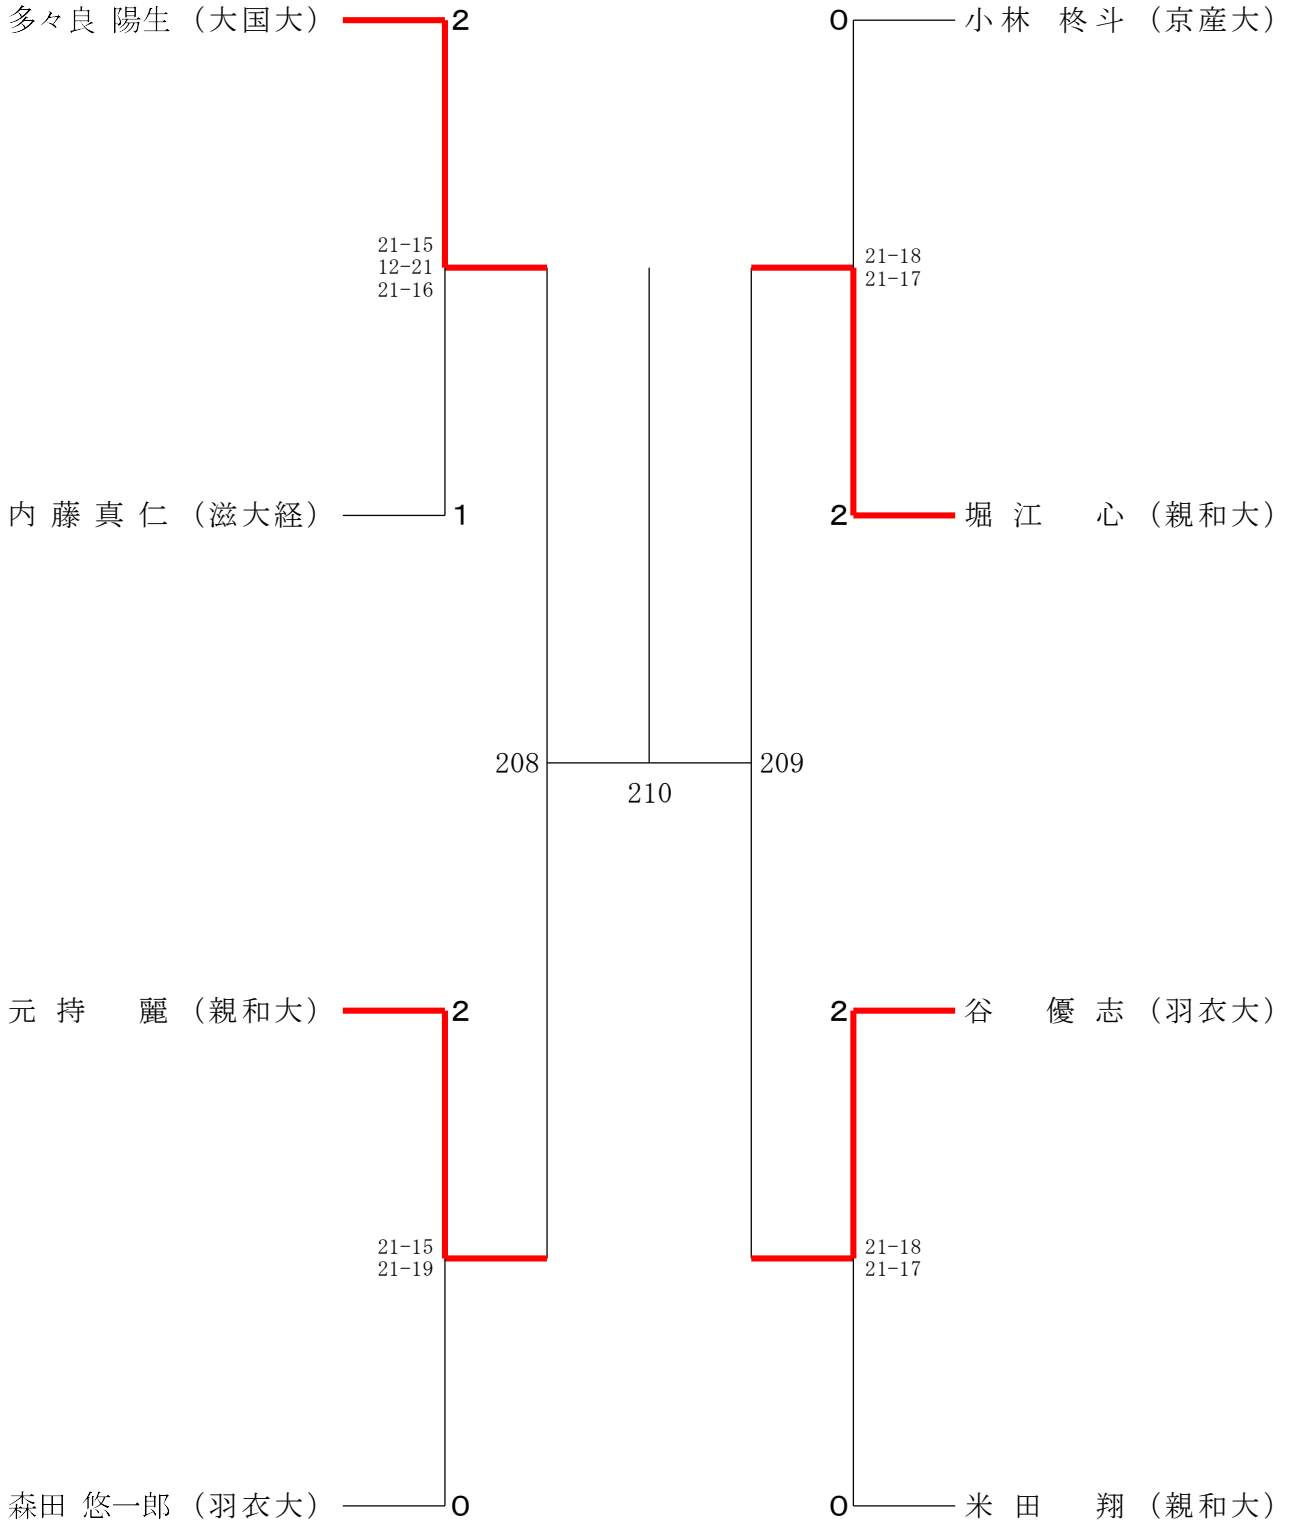 多々良 陽生 （大国大） 2
0 小林 柊斗 （京産大）
21-15
12-21
21-16
21-18
21-17
内藤真仁 （滋大経） 1
2 堀江 心 （親和大）
208
209
210
元持 麗 （親和大） 2
2 谷 優志 （羽衣大）
21-15
21-19
21-18
21-17
森田 悠一郎 （羽衣大） 0
0 米田 翔 （親和大）